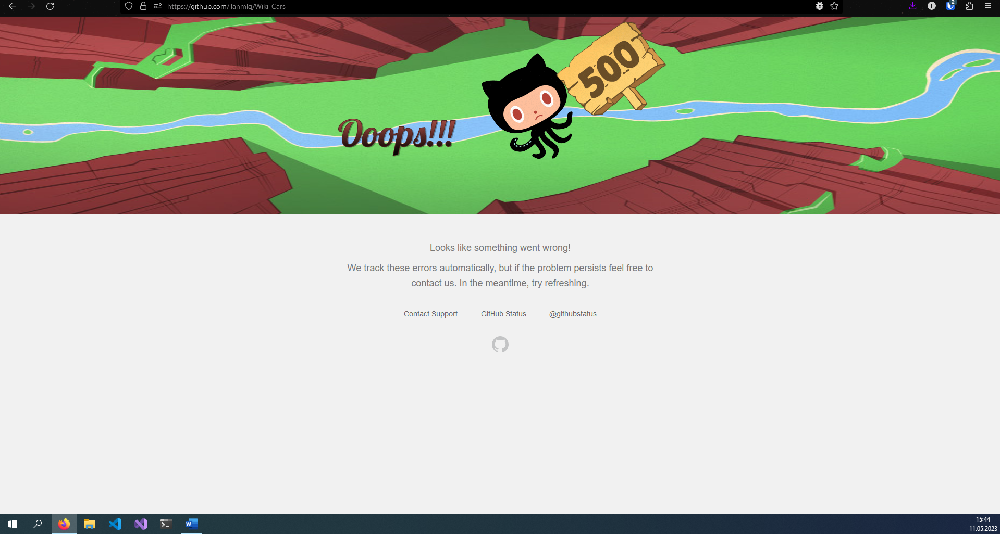 https://github.com/ilanmlq/Wiki-Cars
2
500
Ooops!!!
Looks like something went wrong!
We track these errors automatically, but if the problem persists feel free to
contact us. In the meantime, try refreshing.
Contact Support — GitHub Status — @githubstatus
15:44
11.05.2023